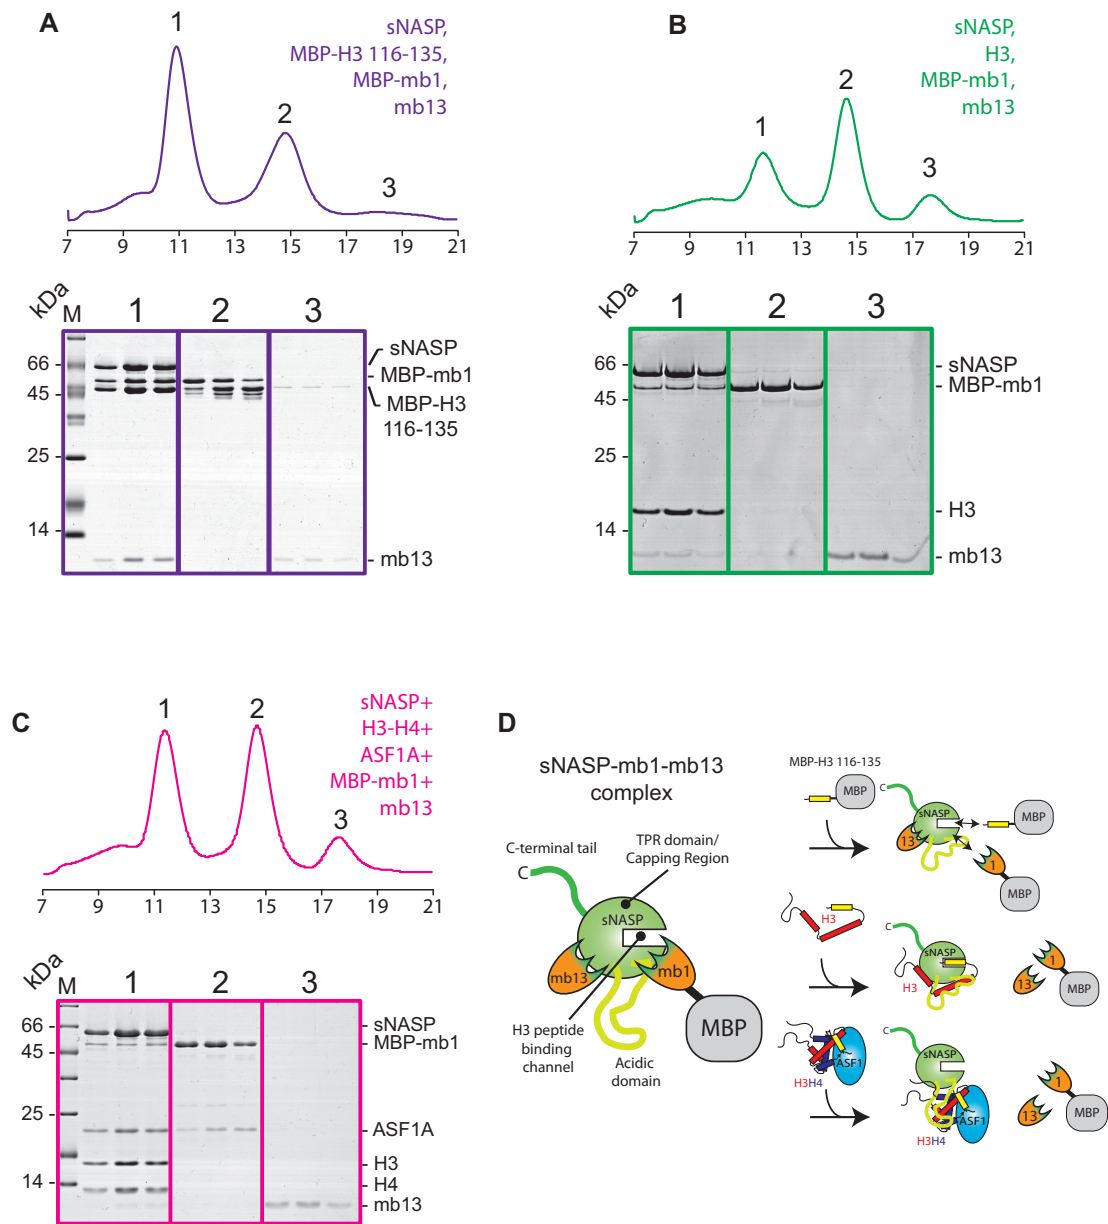 A
1
2
3
sNASP,
MBP-H3 116-135,
MBP-mb1,
mb13
7 9 11 13 15 17 19 21
kDa
M 1 2 3
66
45
25
14
sNASP
MBP-mb1
MBP-H3
116-135
mb13
B
1
2
3
sNASP,
H3,
MBP-mb1,
mb13
7 9 11 13 15 17 19 21
kDa
1 2 3
66
45
25
14
sNASP
MBP-mb1
H3
mb13
C
1
2
3
sNASP+
H3-H4+
ASF1A+
MBP-mb1+
mb13
7 9 11 13 15 17 19 21
kDa
M 1 2 3
66
45
25
14
sNASP
MBP-mb1
ASF1A
H3
H4
mb13
D
sNASP-mb1-mb13
complex
C-terminal tail
TPR domain/
Capping Region
C
sNASP
mb13
mb1
MBP
H3 peptide
binding
channel
Acidic
domain
MBP-H3 116-135
MBP
C
sNASP
13
MBP
1
MBP
H3
C
sNASP
H3
1
13
MBP
ASF1
H3H4
C
sNASP
ASF1
H3H4
1
13
MBP